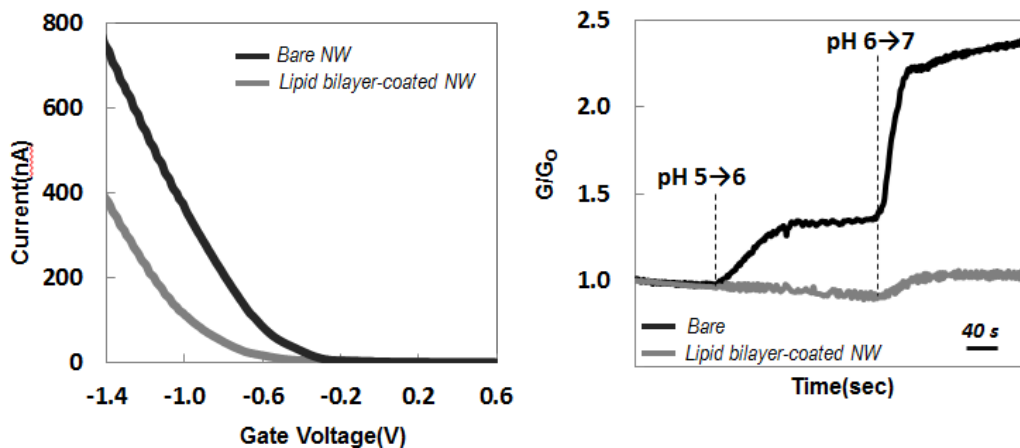 800
600
400
200
0
Current(nA)
Bare NW
Lipid bilayer-coated NW
-1.4
-1.0
-0.6
-0.2
0.2
0.6
Gate Voltage(V)
2.5
2.0
1.5
1.0
G/GO
pH 6→7
pH 5→6
Bare
Lipid bilayer-coated NW
40 s
Time(sec)